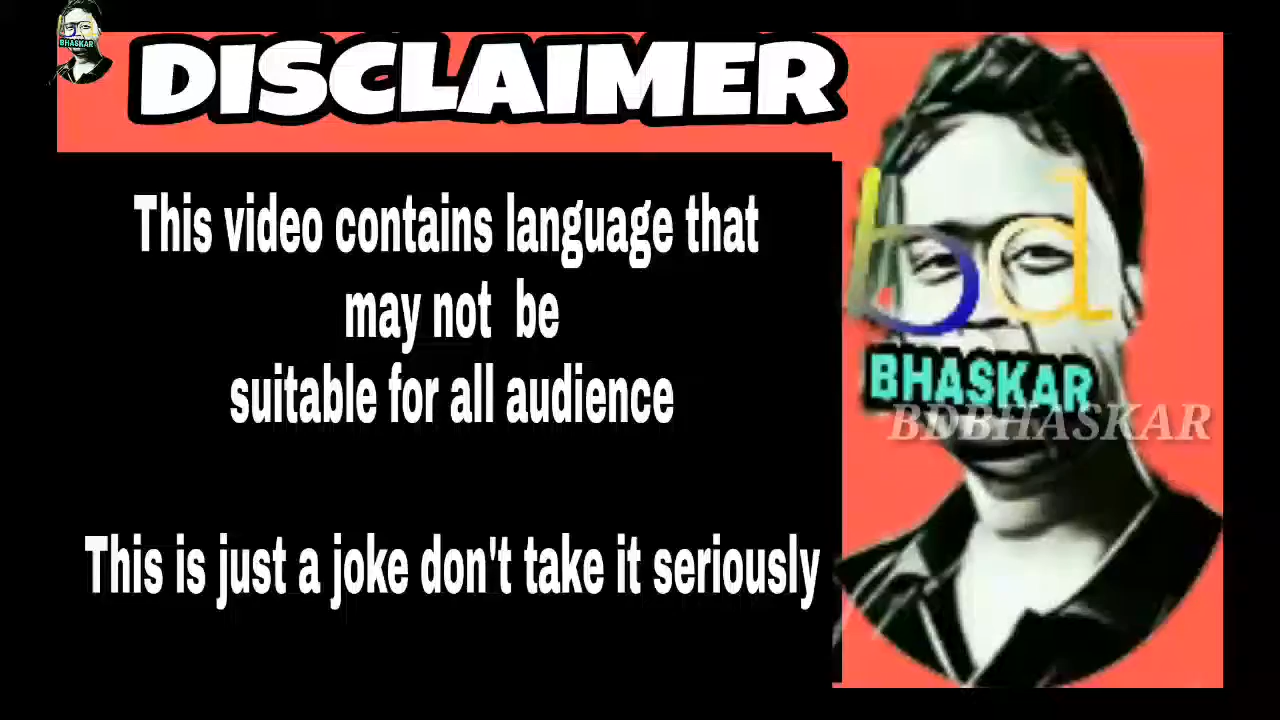 BHASKAR
DISCLAIMER
This video contains language that
may not be
suitable for all audience
This is just a joke don't take it seriously
bd
BHASKAR
BDBHASKAR